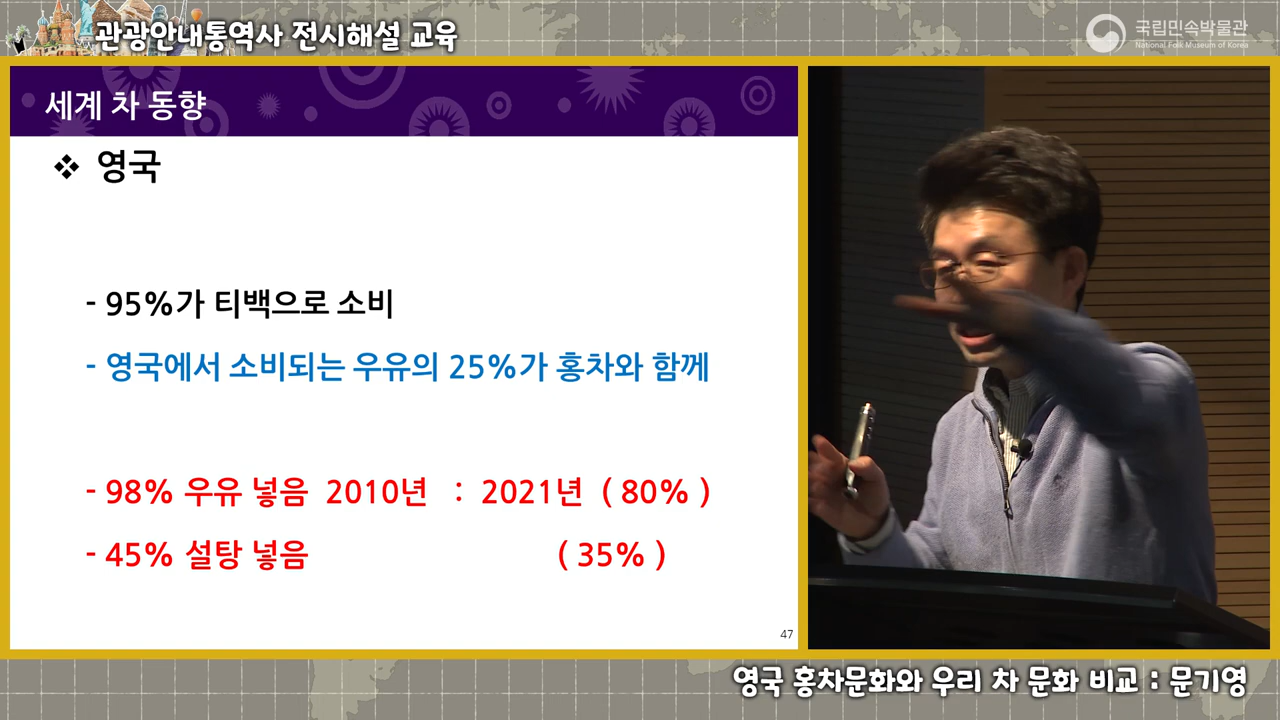 관광안내통역사 전시해설 교육
국립민속박물관
National Folk Museum of Korea
세계 차 동향
❖ 영국
- 95%가 티백으로 소비
- 영국에서 소비되는 우유의 25%가 홍차와 함께
- 98% 우유 넣음 2010년 : 2021년 ( 80% )
- 45% 설탕 넣음 ( 35% )
47
영국 홍차문화와 우리 차 문화 비교 : 문기영